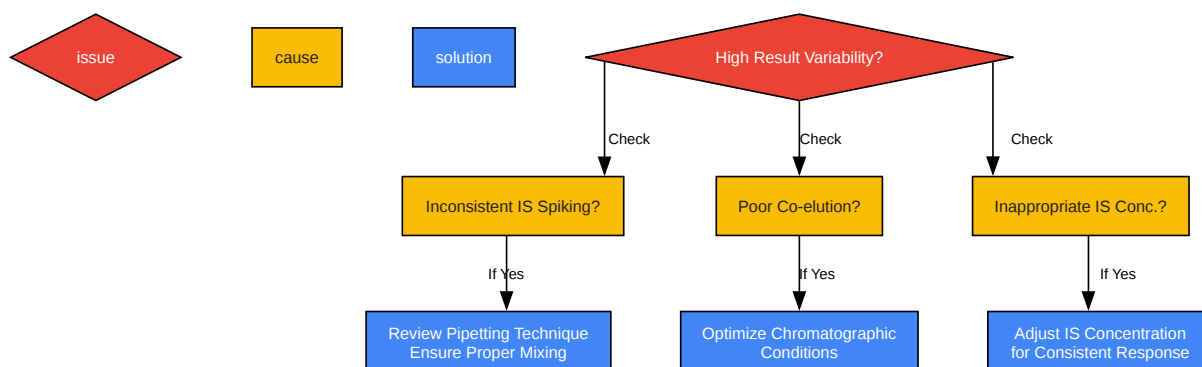 issue
cause
solution
High Result Variability?
Check
Check
Check
Inconsistent IS Spiking?
Poor Co-elution?
Inappropriate IS Conc.?
If Yes
If Yes
If Yes
Review Pipetting Technique
Ensure Proper Mixing
Optimize Chromatographic
Conditions
Adjust IS Concentration
for Consistent Response